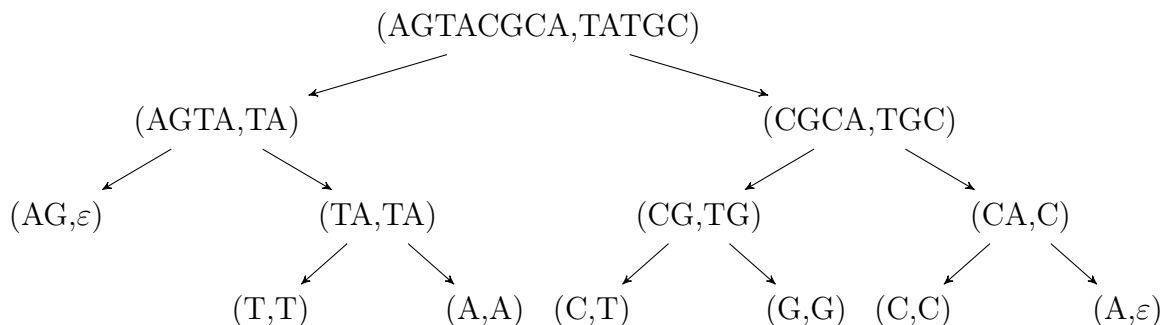 (AGTACGCA,TATGC)
(AGTA,TA) (CGCA,TGC)
(AG,ε) (TA,TA) (CG,TG) (CA,C)
(T,T) (A,A) (C,T) (G,G) (C,C) (A,ε)